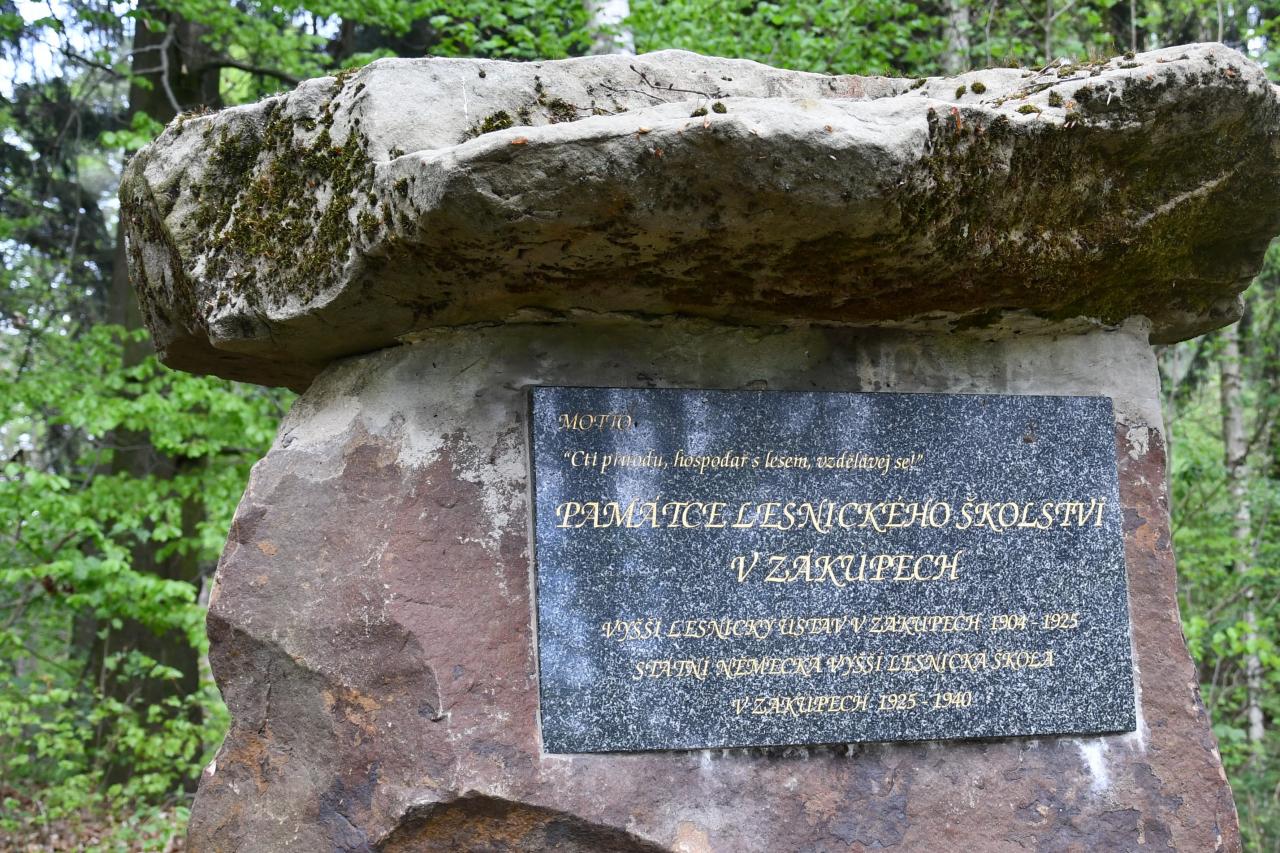 MOTTO:
"Cti přírodu, hospodař s lesem, vzdělávej se!"
PAMÁTCE LESNICKÉHO ŠKOLSTVÍ
V ZÁKUPECH
VYŠŠÍ LESNICKÝ ÚSTAV V ZÁKUPECH 1904 - 1925
STÁTNÍ NĚMECKÁ VYŠŠÍ LESNICKÁ ŠKOLA
V ZÁKUPECH 1925 - 1940